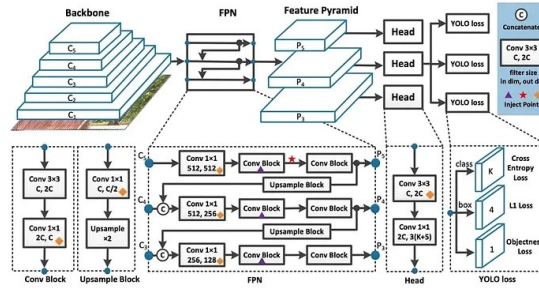 Backbone
FPN
Feature Pyramid
Head
YOLO loss
Head
YOLO loss
Head
YOLO loss
C5
C4
C3
C2
P5
P4
P3
C
Concatenate
Conv 3×3
C, 2C
filter size
Inject Point
Conv 3×3
C, 2C
Conv 1×1
2C, C
Conv Block
Conv 1×1
C, C/2
Upsample
×2
Upsample Block
C5
Conv 1×1
512, 512
Conv Block
Conv Block
P5
Upsample Block
C4
C
Conv 1×1
512, 256
Conv Block
Conv Block
P4
Upsample Block
C3
C
Conv 1×1
256, 128
Conv Block
Conv Block
P3
FPN
Conv 3×3
C, 2C
Conv 1×1
2C, 3(K+5)
Head
class
K
Cross
Entropy
Loss
box
4
L1 Loss
1
Objectness
Loss
YOLO loss